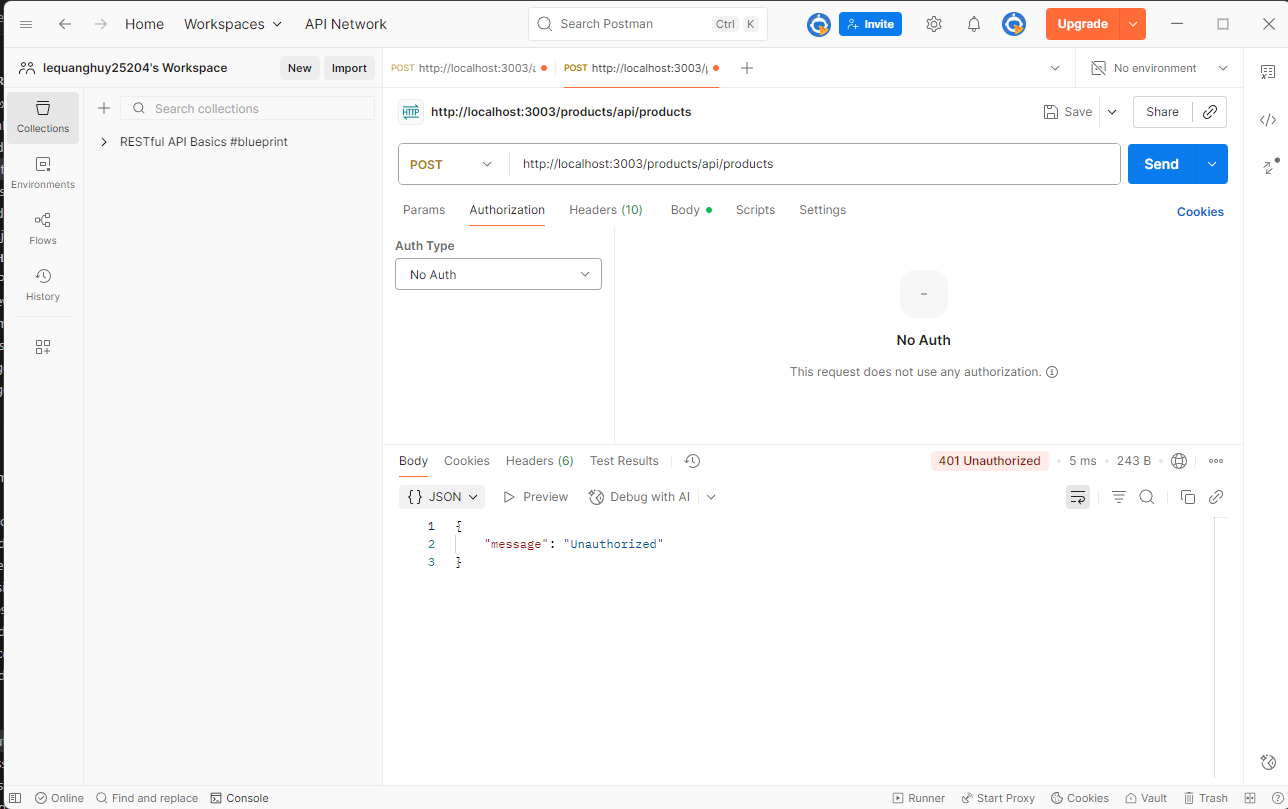 Home Workspaces API Network Search Postman Ctrl K Invite Upgrade
lequanghuy25204's Workspace New Import POST http://localhost:3003/ POST http://localhost:3003/ No environment
Collections
Environments
Flows
History
Search collections
RESTful API Basics #blueprint
HTTP http://localhost:3003/products/api/products Save Share
POST http://localhost:3003/products/api/products Send
Params Authorization Headers (10) Body Scripts Settings Cookies
Auth Type
No Auth
No Auth
This request does not use any authorization.
Body Cookies Headers (6) Test Results 401 Unauthorized 5 ms 243 B
{} JSON Preview Debug with AI
1 {
2 "message": "Unauthorized"
3 }
Online Find and replace Console Runner Start Proxy Cookies Vault Trash